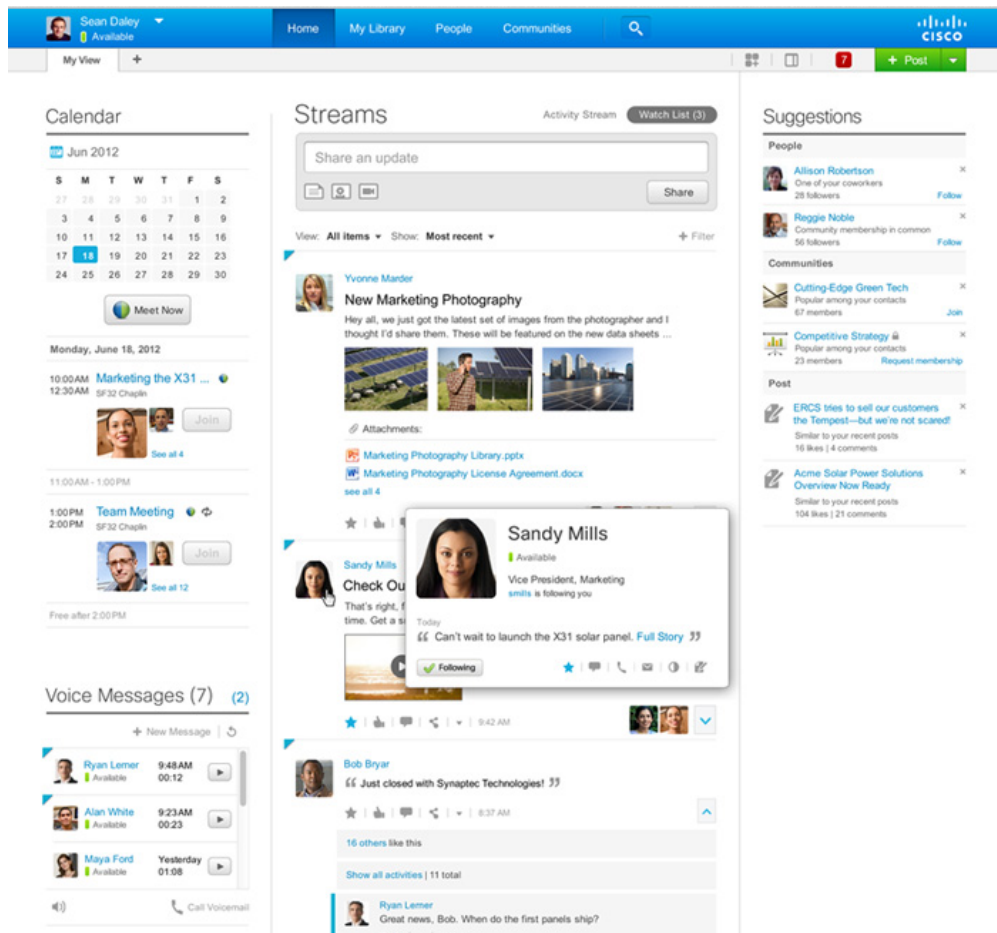 Sean Daley
Available
Home My Library People Communities
CISCO
My View +
7
+ Post
Calendar
Jun 2012
S M T W T F S
27 28 29 30 31 1 2
3 4 5 6 7 8 9
10 11 12 13 14 15 16
17 18 19 20 21 22 23
24 25 26 27 28 29 30
Meet Now
Monday, June 18, 2012
10:00AM Marketing the X31 ...
12:30AM SF32 Chaplin
Join
See all 4
11:00AM - 1:00PM
1:00PM Team Meeting
2:00PM SF32 Chaplin
Join
See all 12
Free after 2:00PM
Voice Messages (7) (2)
+ New Message
Ryan Lerner 9:48AM
Available 00:12
Alan White 9:23AM
Available 00:23
Maya Ford Yesterday
Available 01:08
Call Voicemail
Streams
Activity Stream Watch List (3)
Share an update
Share
View: All items Show: Most recent + Filter
Yvonne Marder
New Marketing Photography
Hey all, we just got the latest set of images from the photographer and I
thought I'd share them. These will be featured on the new data sheets ...
Attachments:
Marketing Photography Library.pptx
Marketing Photography License Agreement.docx
see all 4
Sandy Mills
Check Ou
That's right, f
time. Get a s
Sandy Mills
Available
Vice President, Marketing
smills is following you
Today
“ Can't wait to launch the X31 solar panel. Full Story ”
Following
9:42 AM
Bob Bryar
“ Just closed with Synaptec Technologies! ”
8:37 AM
16 others like this
Show all activities | 11 total
Ryan Lerner
Great news, Bob. When do the first panels ship?
Suggestions
People
Allison Robertson
One of your coworkers
28 followers Follow
Reggie Noble
Community membership in common
56 followers Follow
Communities
Cutting-Edge Green Tech
Popular among your contacts
67 members Join
Competitive Strategy
Popular among your contacts
23 members Request membership
Post
ERCS tries to sell our customers
the Tempest—but we're not scared!
Similar to your recent posts
16 likes | 4 comments
Acme Solar Power Solutions
Overview Now Ready
Similar to your recent posts
104 likes | 21 comments